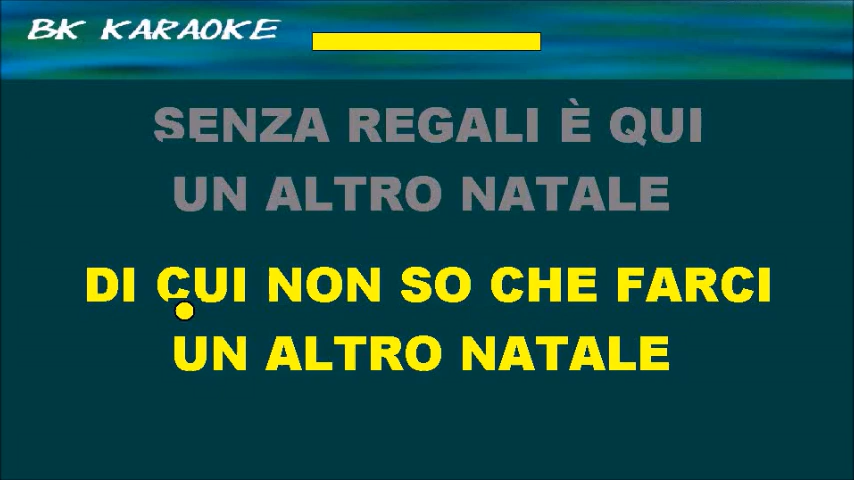 BK KARAOKE
SENZA REGALI È QUI
UN ALTRO NATALE
DI CUI NON SO CHE FARCI
UN ALTRO NATALE